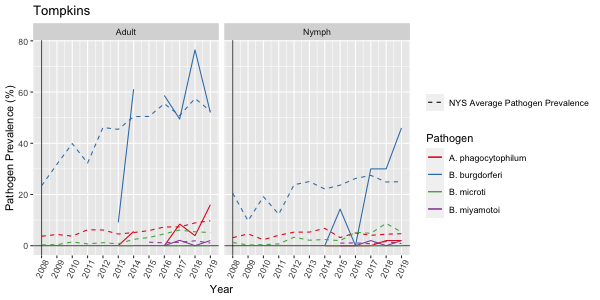 Tompkins
Adult
Nymph
Pathogen Prevalence (%)
80
60
40
20
0
2008 2009 2010 2011 2012 2013 2014 2015 2016 2017 2018 2019
2008 2009 2010 2011 2012 2013 2014 2015 2016 2017 2018 2019
Year
NYS Average Pathogen Prevalence
Pathogen
A. phagocytophilum
B. burgdorferi
B. microti
B. miyamotoi